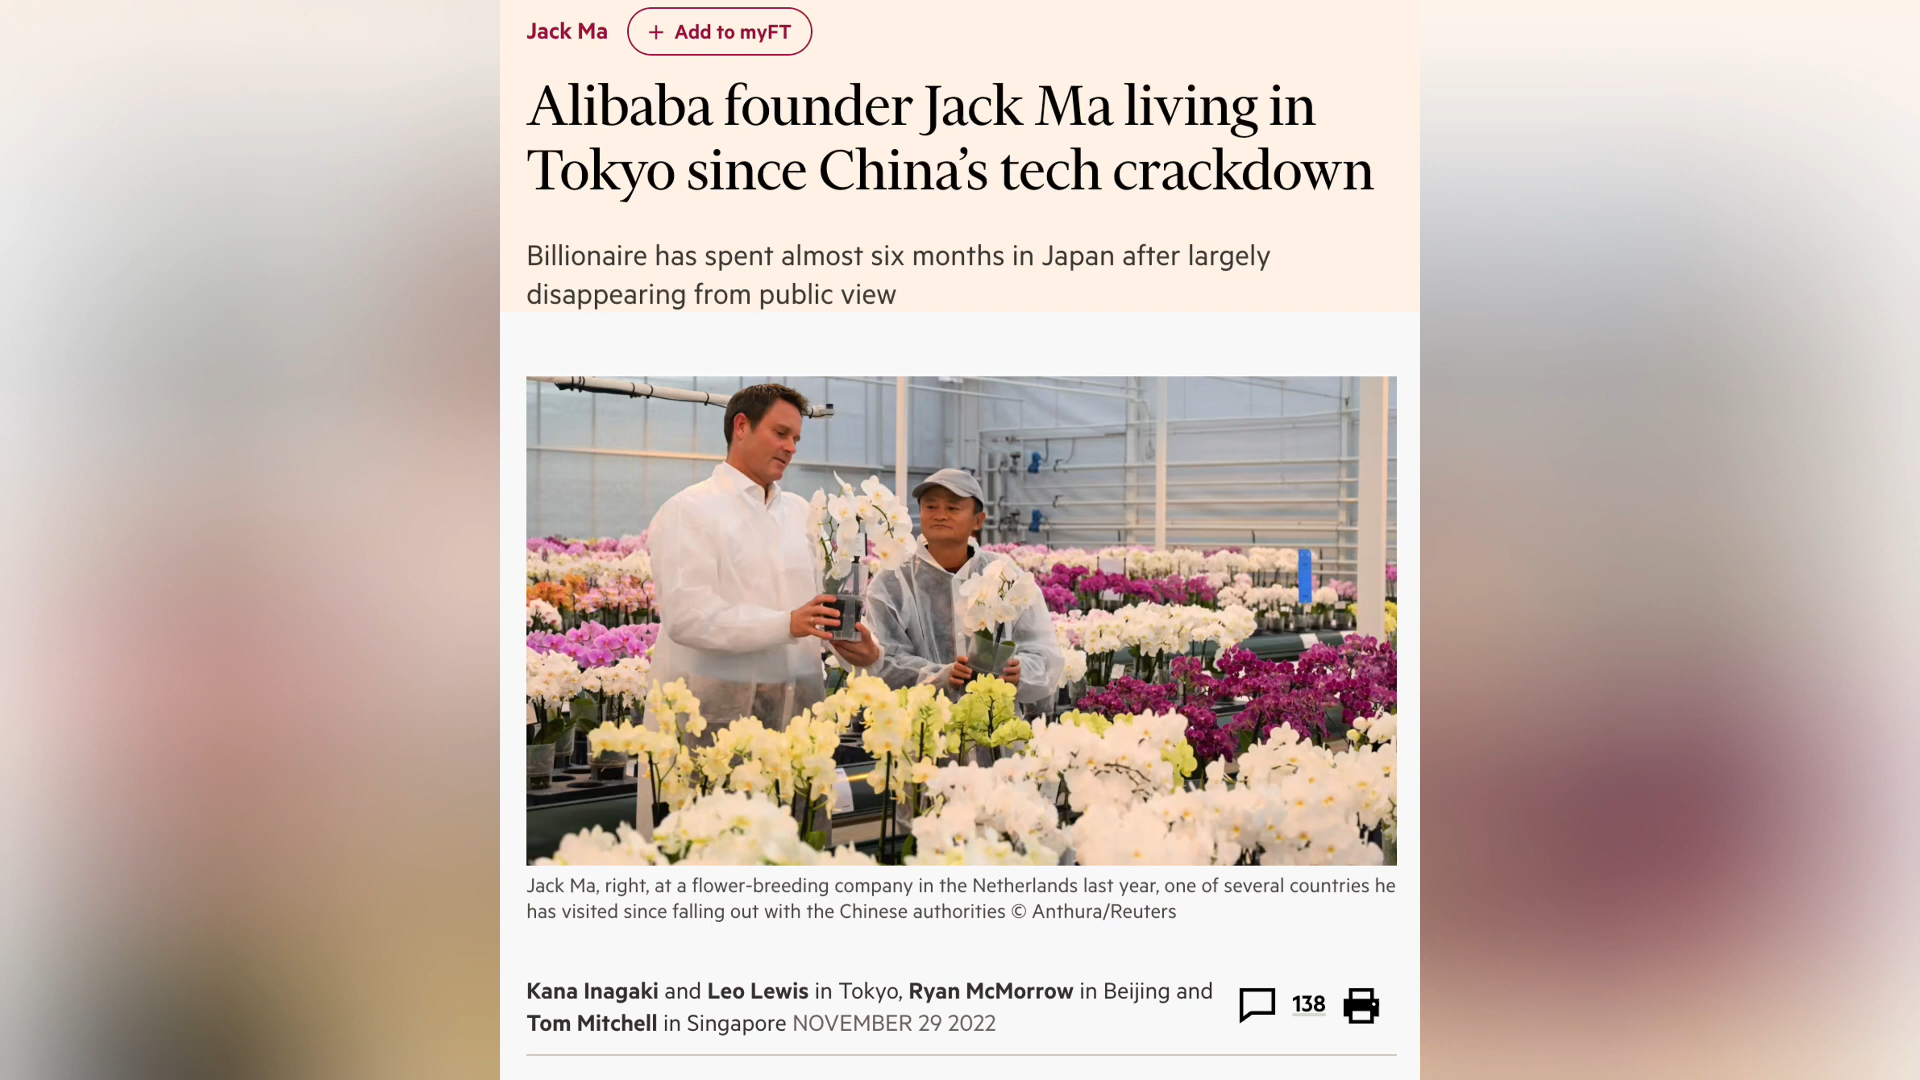 Jack Ma + Add to myFT
Alibaba founder Jack Ma living in
Tokyo since China’s tech crackdown
Billionaire has spent almost six months in Japan after largely
disappearing from public view
Jack Ma, right, at a flower-breeding company in the Netherlands last year, one of several countries he
has visited since falling out with the Chinese authorities © Anthura/Reuters
Kana Inagaki and Leo Lewis in Tokyo, Ryan McMorrow in Beijing and
Tom Mitchell in Singapore NOVEMBER 29 2022
138